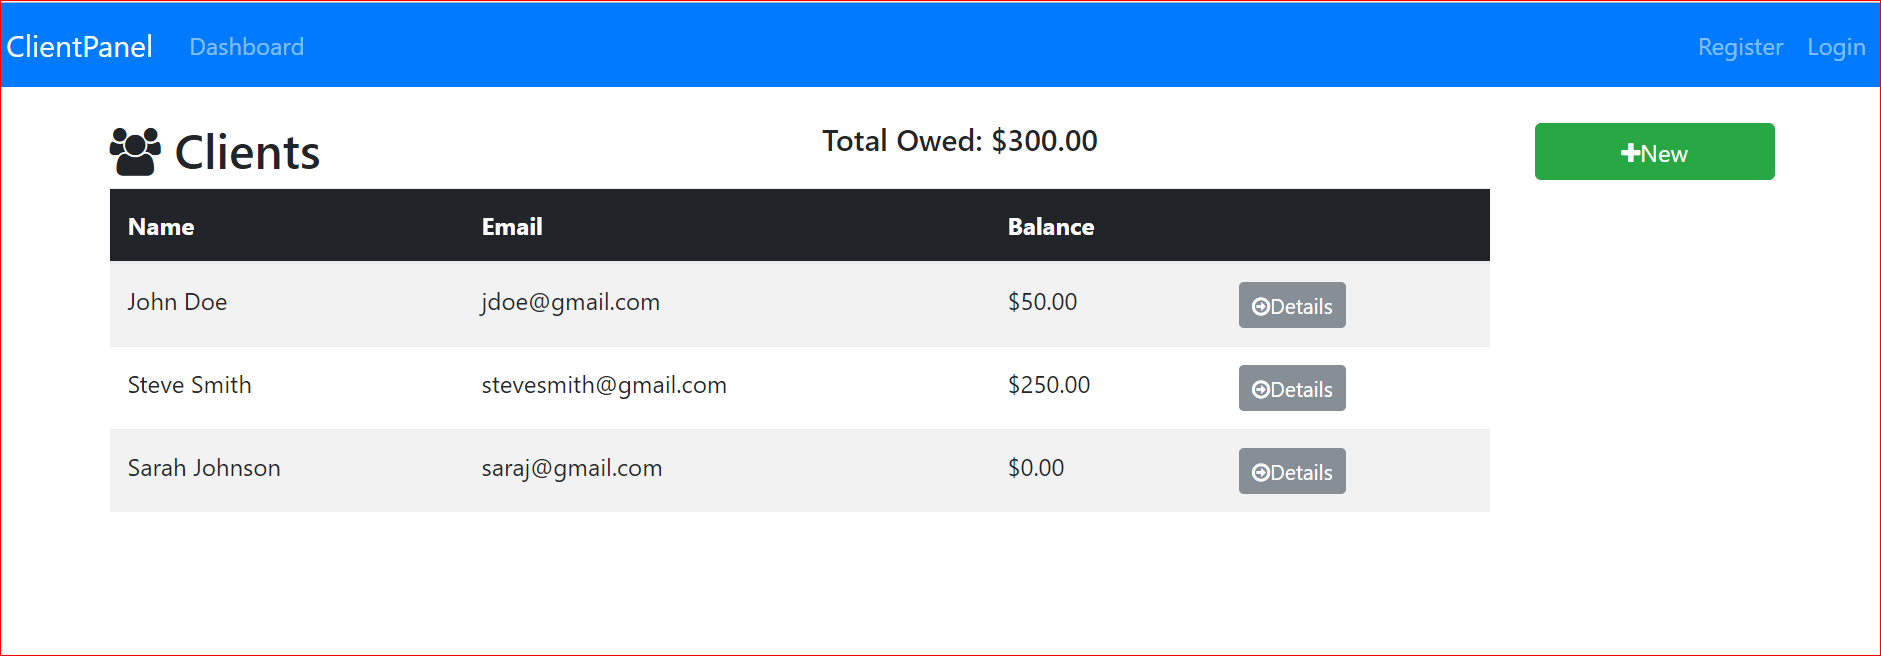 ClientPanel Dashboard Register Login
Clients Total Owed: $300.00 New
Name Email Balance
John Doe jdoe@gmail.com $50.00 Details
Steve Smith stevesmith@gmail.com $250.00 Details
Sarah Johnson saraj@gmail.com $0.00 Details